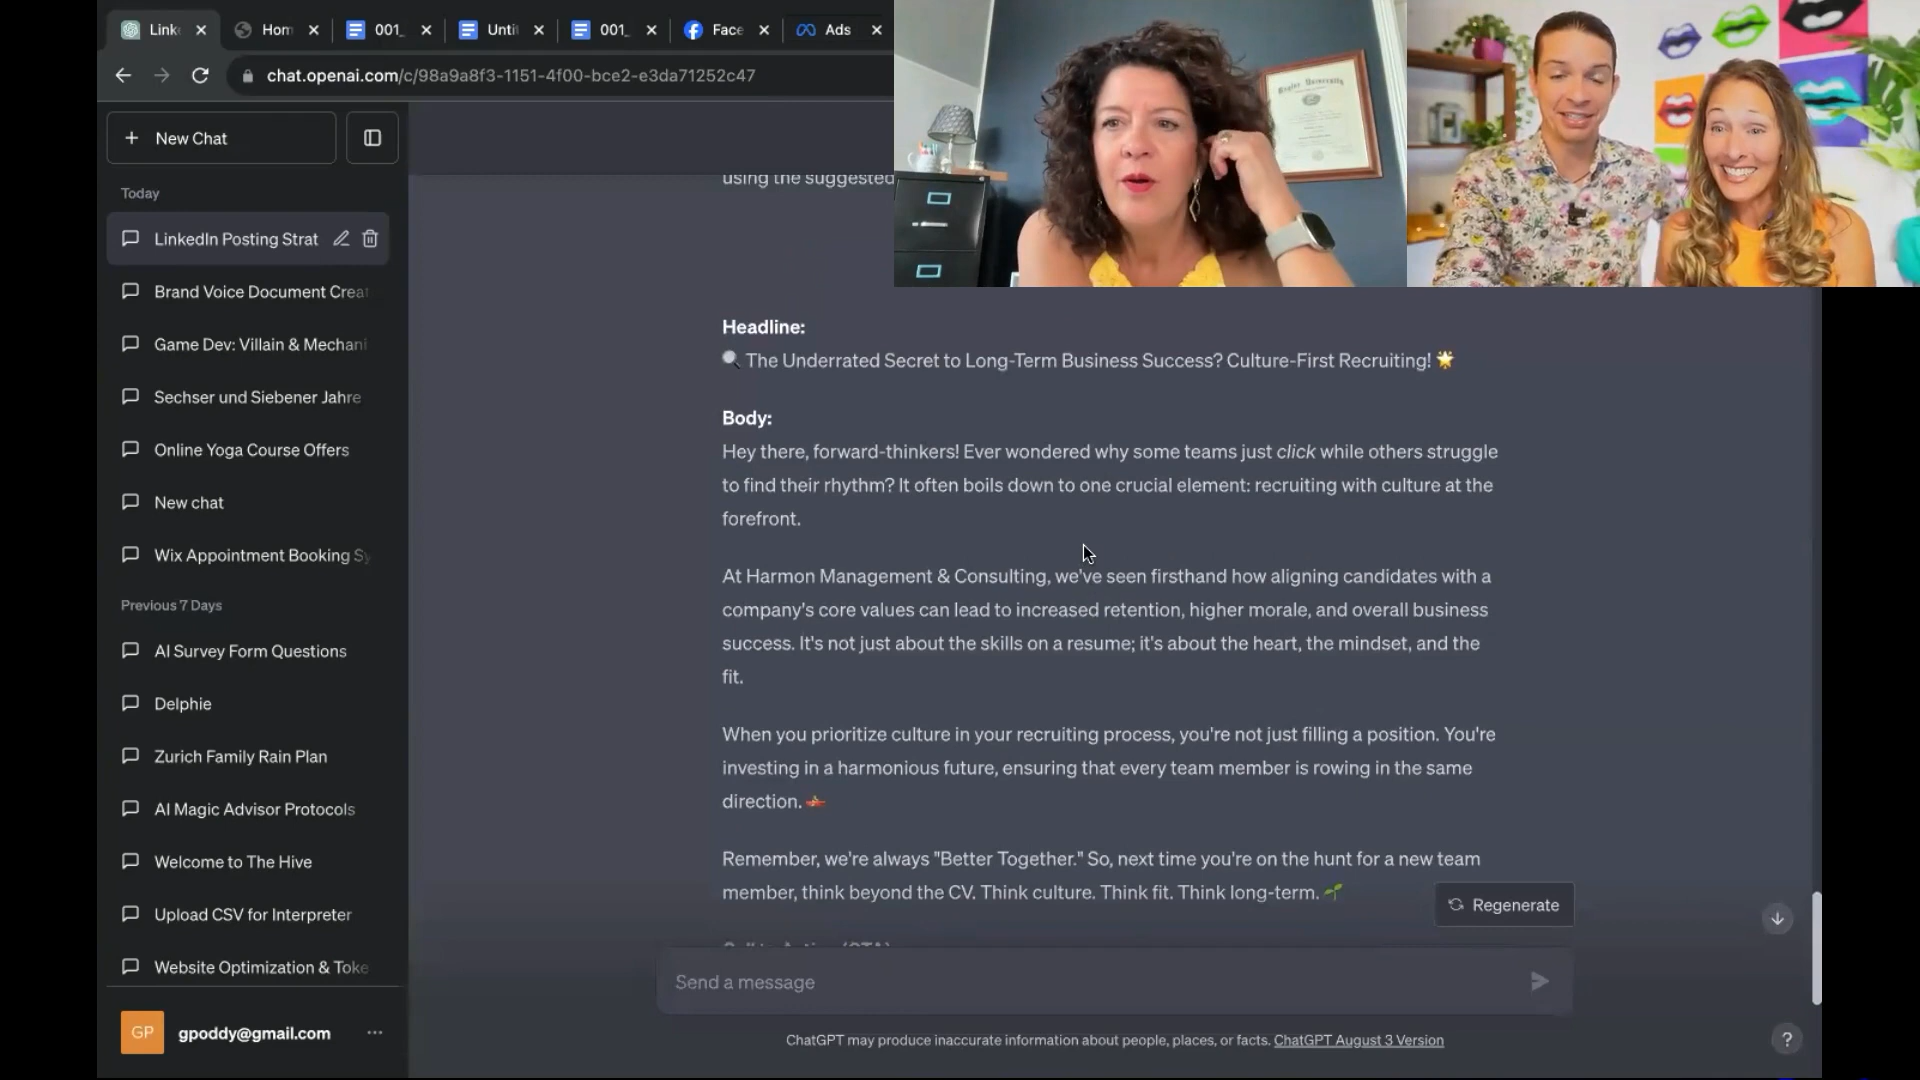 Link
Hom
001_
Unti
001_
Face
Ads
chat.openai.com/c/98a9a8f3-1151-4f00-bce2-e3da71252c47
New Chat
Today
LinkedIn Posting Strat
Brand Voice Document Creat
Game Dev: Villain & Mechani
Sechser und Siebener Jahre
Online Yoga Course Offers
New chat
Wix Appointment Booking Sy
Previous 7 Days
AI Survey Form Questions
Delphie
Zurich Family Rain Plan
AI Magic Advisor Protocols
Welcome to The Hive
Upload CSV for Interpreter
Website Optimization & Toke
GP
gpoddy@gmail.com
using the suggested
Headline:
🔍 The Underrated Secret to Long-Term Business Success? Culture-First Recruiting! 🌟
Body:
Hey there, forward-thinkers! Ever wondered why some teams just click while others struggle
to find their rhythm? It often boils down to one crucial element: recruiting with culture at the
forefront.
At Harmon Management & Consulting, we've seen firsthand how aligning candidates with a
company's core values can lead to increased retention, higher morale, and overall business
success. It's not just about the skills on a resume; it's about the heart, the mindset, and the
fit.
When you prioritize culture in your recruiting process, you're not just filling a position. You're
investing in a harmonious future, ensuring that every team member is rowing in the same
direction. 🚣
Remember, we're always "Better Together." So, next time you're on the hunt for a new team
member, think beyond the CV. Think culture. Think fit. Think long-term. 🌱
Call to Action (CTA)
Regenerate
Send a message
ChatGPT may produce inaccurate information about people, places, or facts. ChatGPT August 3 Version
?